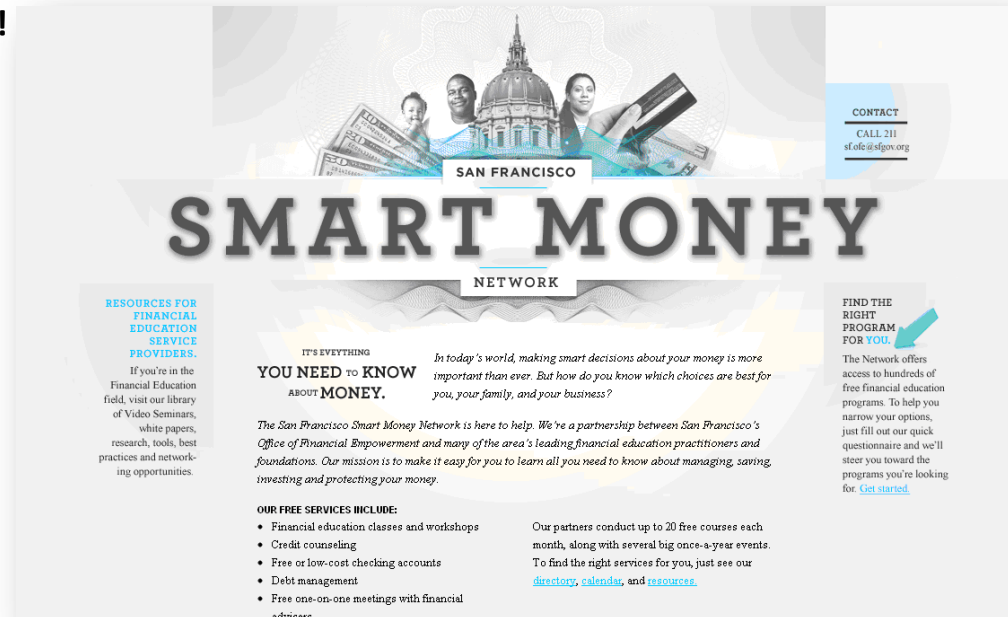 !
CONTACT
CALL 211
sf.ofe@sfgov.org
SAN FRANCISCO
SMART MONEY
NETWORK
RESOURCES FOR
FINANCIAL
EDUCATION
SERVICE
PROVIDERS.
If you're in the
Financial Education
field, visit our library
of Video Seminars,
white papers,
research, tools, best
practices and network-
ing opportunities.
IT'S EVEYTHING
YOU NEED TO KNOW
ABOUT MONEY.
In today's world, making smart decisions about your money is more
important than ever. But how do you know which choices are best for
you, your family, and your business?
The San Francisco Smart Money Network is here to help. We're a partnership between San Francisco's
Office of Financial Empowerment and many of the area's leading financial education practitioners and
foundations. Our mission is to make it easy for you to learn all you need to know about managing, saving,
investing and protecting your money.
OUR FREE SERVICES INCLUDE:
• Financial education classes and workshops
• Credit counseling
• Free or low-cost checking accounts
• Debt management
• Free one-on-one meetings with financial
advisers
Our partners conduct up to 20 free courses each
month, along with several big once-a-year events.
To find the right services for you, just see our
directory, calendar, and resources.
FIND THE
RIGHT
PROGRAM
FOR YOU.
The Network offers
access to hundreds of
free financial education
programs. To help you
narrow your options,
just fill out our quick
questionnaire and we'll
steer you toward the
programs you're looking
for. Get started.